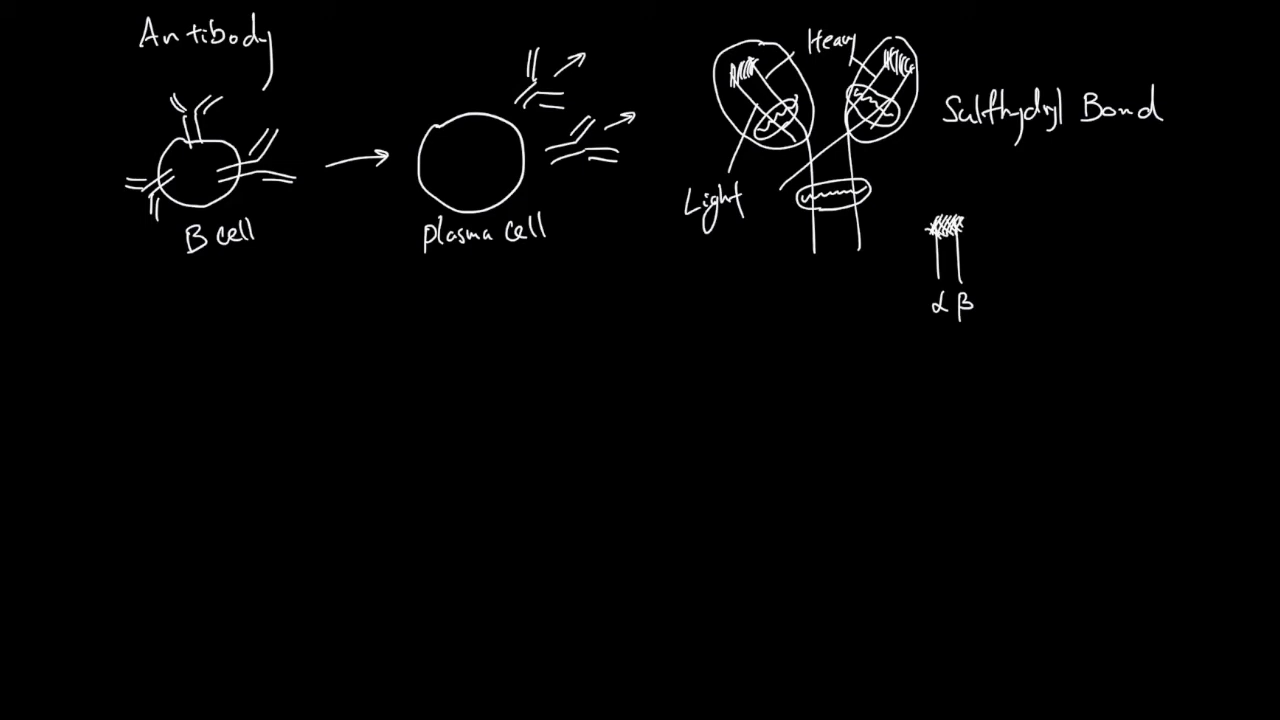 Antibody
B cell
plasma cell
Heavy
Light
Sulfhydryl Bond
α β